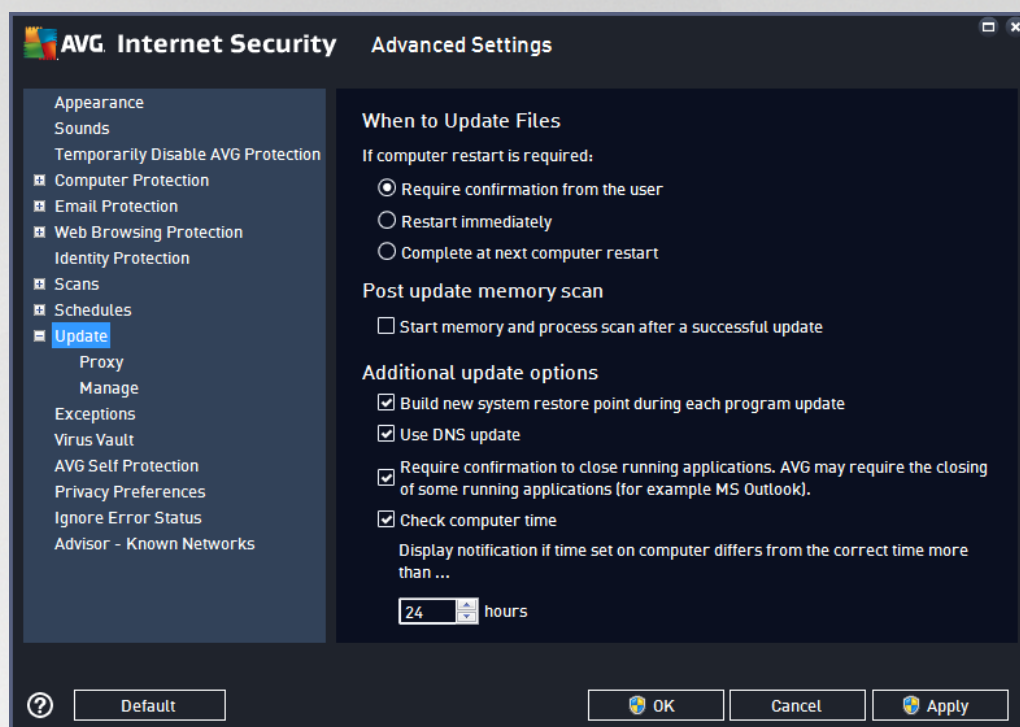 AVG. Internet Security Advanced Settings
Appearance
Sounds
Temporarily Disable AVG Protection
Computer Protection
Email Protection
Web Browsing Protection
Identity Protection
Scans
Schedules
Update
Proxy
Manage
Exceptions
Virus Vault
AVG Self Protection
Privacy Preferences
Ignore Error Status
Advisor - Known Networks
When to Update Files
If computer restart is required:
Require confirmation from the user
Restart immediately
Complete at next computer restart
Post update memory scan
Start memory and process scan after a successful update
Additional update options
Build new system restore point during each program update
Use DNS update
Require confirmation to close running applications. AVG may require the closing
of some running applications (for example MS Outlook).
Check computer time
Display notification if time set on computer differs from the correct time more
than ...
24 hours
? Default OK Cancel Apply